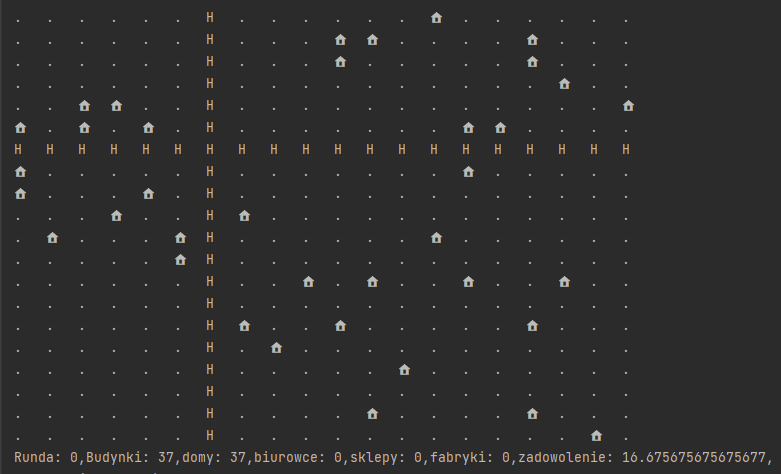 . . . . . . H . . . . . . 🏠 . . . . . .
. . . . . . H . . . 🏠 🏠 . . . . 🏠 . . .
. . . . . . H . . . 🏠 . . . . . 🏠 . . .
. . . . . . H . . . . . . . . . . 🏠 . .
. . 🏠 🏠 . . H . . . . . . . . . . . . 🏠
🏠 . 🏠 . 🏠 . H . . . . . . . 🏠 🏠 . . . .
H H H H H H H H H H H H H H H H H H H H
🏠 . . . . . H . . . . . . . 🏠 . . . . .
🏠 . . . 🏠 . H . . . . . . . . . . . . .
. . . 🏠 . . H 🏠 . . . . . . . . . . . .
. 🏠 . . . 🏠 H . . . . . . 🏠 . . . . . .
. . . . . 🏠 H . . . . . . . . . . . . .
. . . . . . H . . 🏠 . 🏠 . . 🏠 . . 🏠 . .
. . . . . . H . . . . . . . . . . . . .
. . . . . . H 🏠 . . 🏠 . . . . . 🏠 . . .
. . . . . . H . 🏠 . . . . . . . . . . .
. . . . . . H . . . . . 🏠 . . . . . . .
. . . . . . H . . . . . . . . . . . . .
. . . . . . H . . . . 🏠 . . . . 🏠 . . .
. . . . . . H . . . . . . . . . . . 🏠 .
Runda: 0,Budynki: 37,domy: 37,biurowce: 0,sklepy: 0,fabryki: 0,zadowolenie: 16.675675675675677,